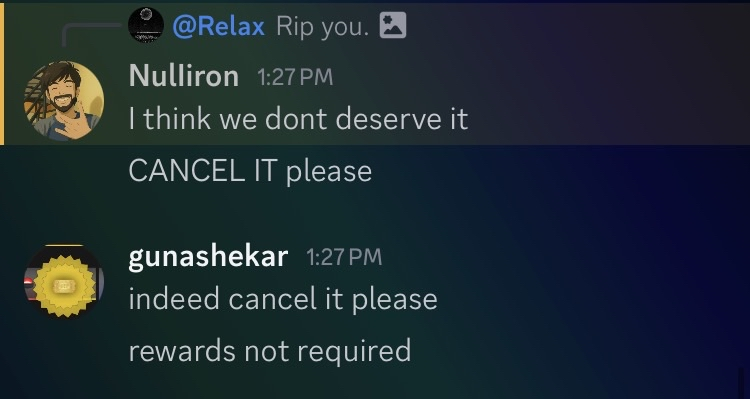 @Relax Rip you.
Nulliron 1:27 PM
I think we dont deserve it
CANCEL IT please
gunashekar 1:27 PM
indeed cancel it please
rewards not required